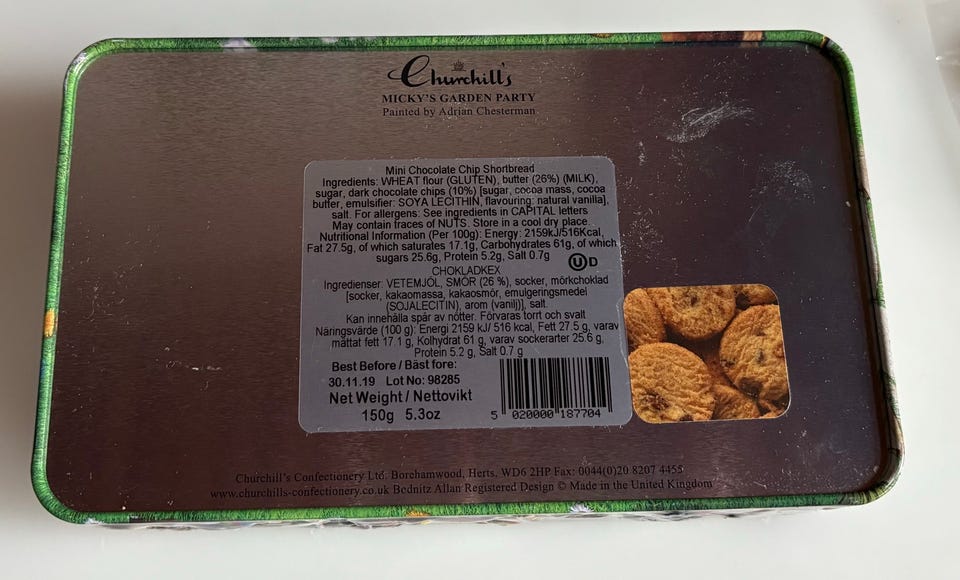 Churchill's
MICKY'S GARDEN PARTY
Painted by Adrian Chesterman
Mini Chocolate Chip Shortbread
Ingredients: WHEAT flour (GLUTEN), butter (26%) (MILK),
sugar, dark chocolate chips (10%) [sugar, cocoa mass, cocoa
butter, emulsifier: SOYA LECITHIN, flavouring: natural vanilla],
salt. For allergens: See ingredients in CAPITAL letters
May contain traces of NUTS. Store in a cool dry place
Nutritional Information (Per 100g): Energy: 2159kJ/516Kcal,
Fat 27.5g, of which saturates 17.1g, Carbohydrates 61g, of which
sugars 25.6g, Protein 5.2g, Salt 0.7g
Ⓤ D
CHOKLADKEX
Ingredienser: VETEMJÖL, SMÖR (26 %), socker, mörkchoklad
[socker, kakaomassa, kakaosmör, emulgeringsmedel
(SOJALECITIN), arom (vanilj)], salt.
Kan innehålla spår av nötter. Förvaras torrt och svalt
Näringsvärde (100 g): Energi 2159 kJ/ 516 kcal, Fett 27.5 g, varav
mättat fett 17.1 g, Kolhydrat 61 g, varav sockerarter 25.6 g,
Protein 5.2 g, Salt 0.7 g
Best Before / Bäst fore:
30.11.19 Lot No: 98285
Net Weight / Nettovikt
150g 5.3oz
5 020000 187704
Churchill's Confectionery Ltd. Borehamwood, Herts, WD6 2HP Fax: 0044(0)20 8207 4455
www.churchills-confectionery.co.uk Bednitz Allan Registered Design © Made in the United Kingdom